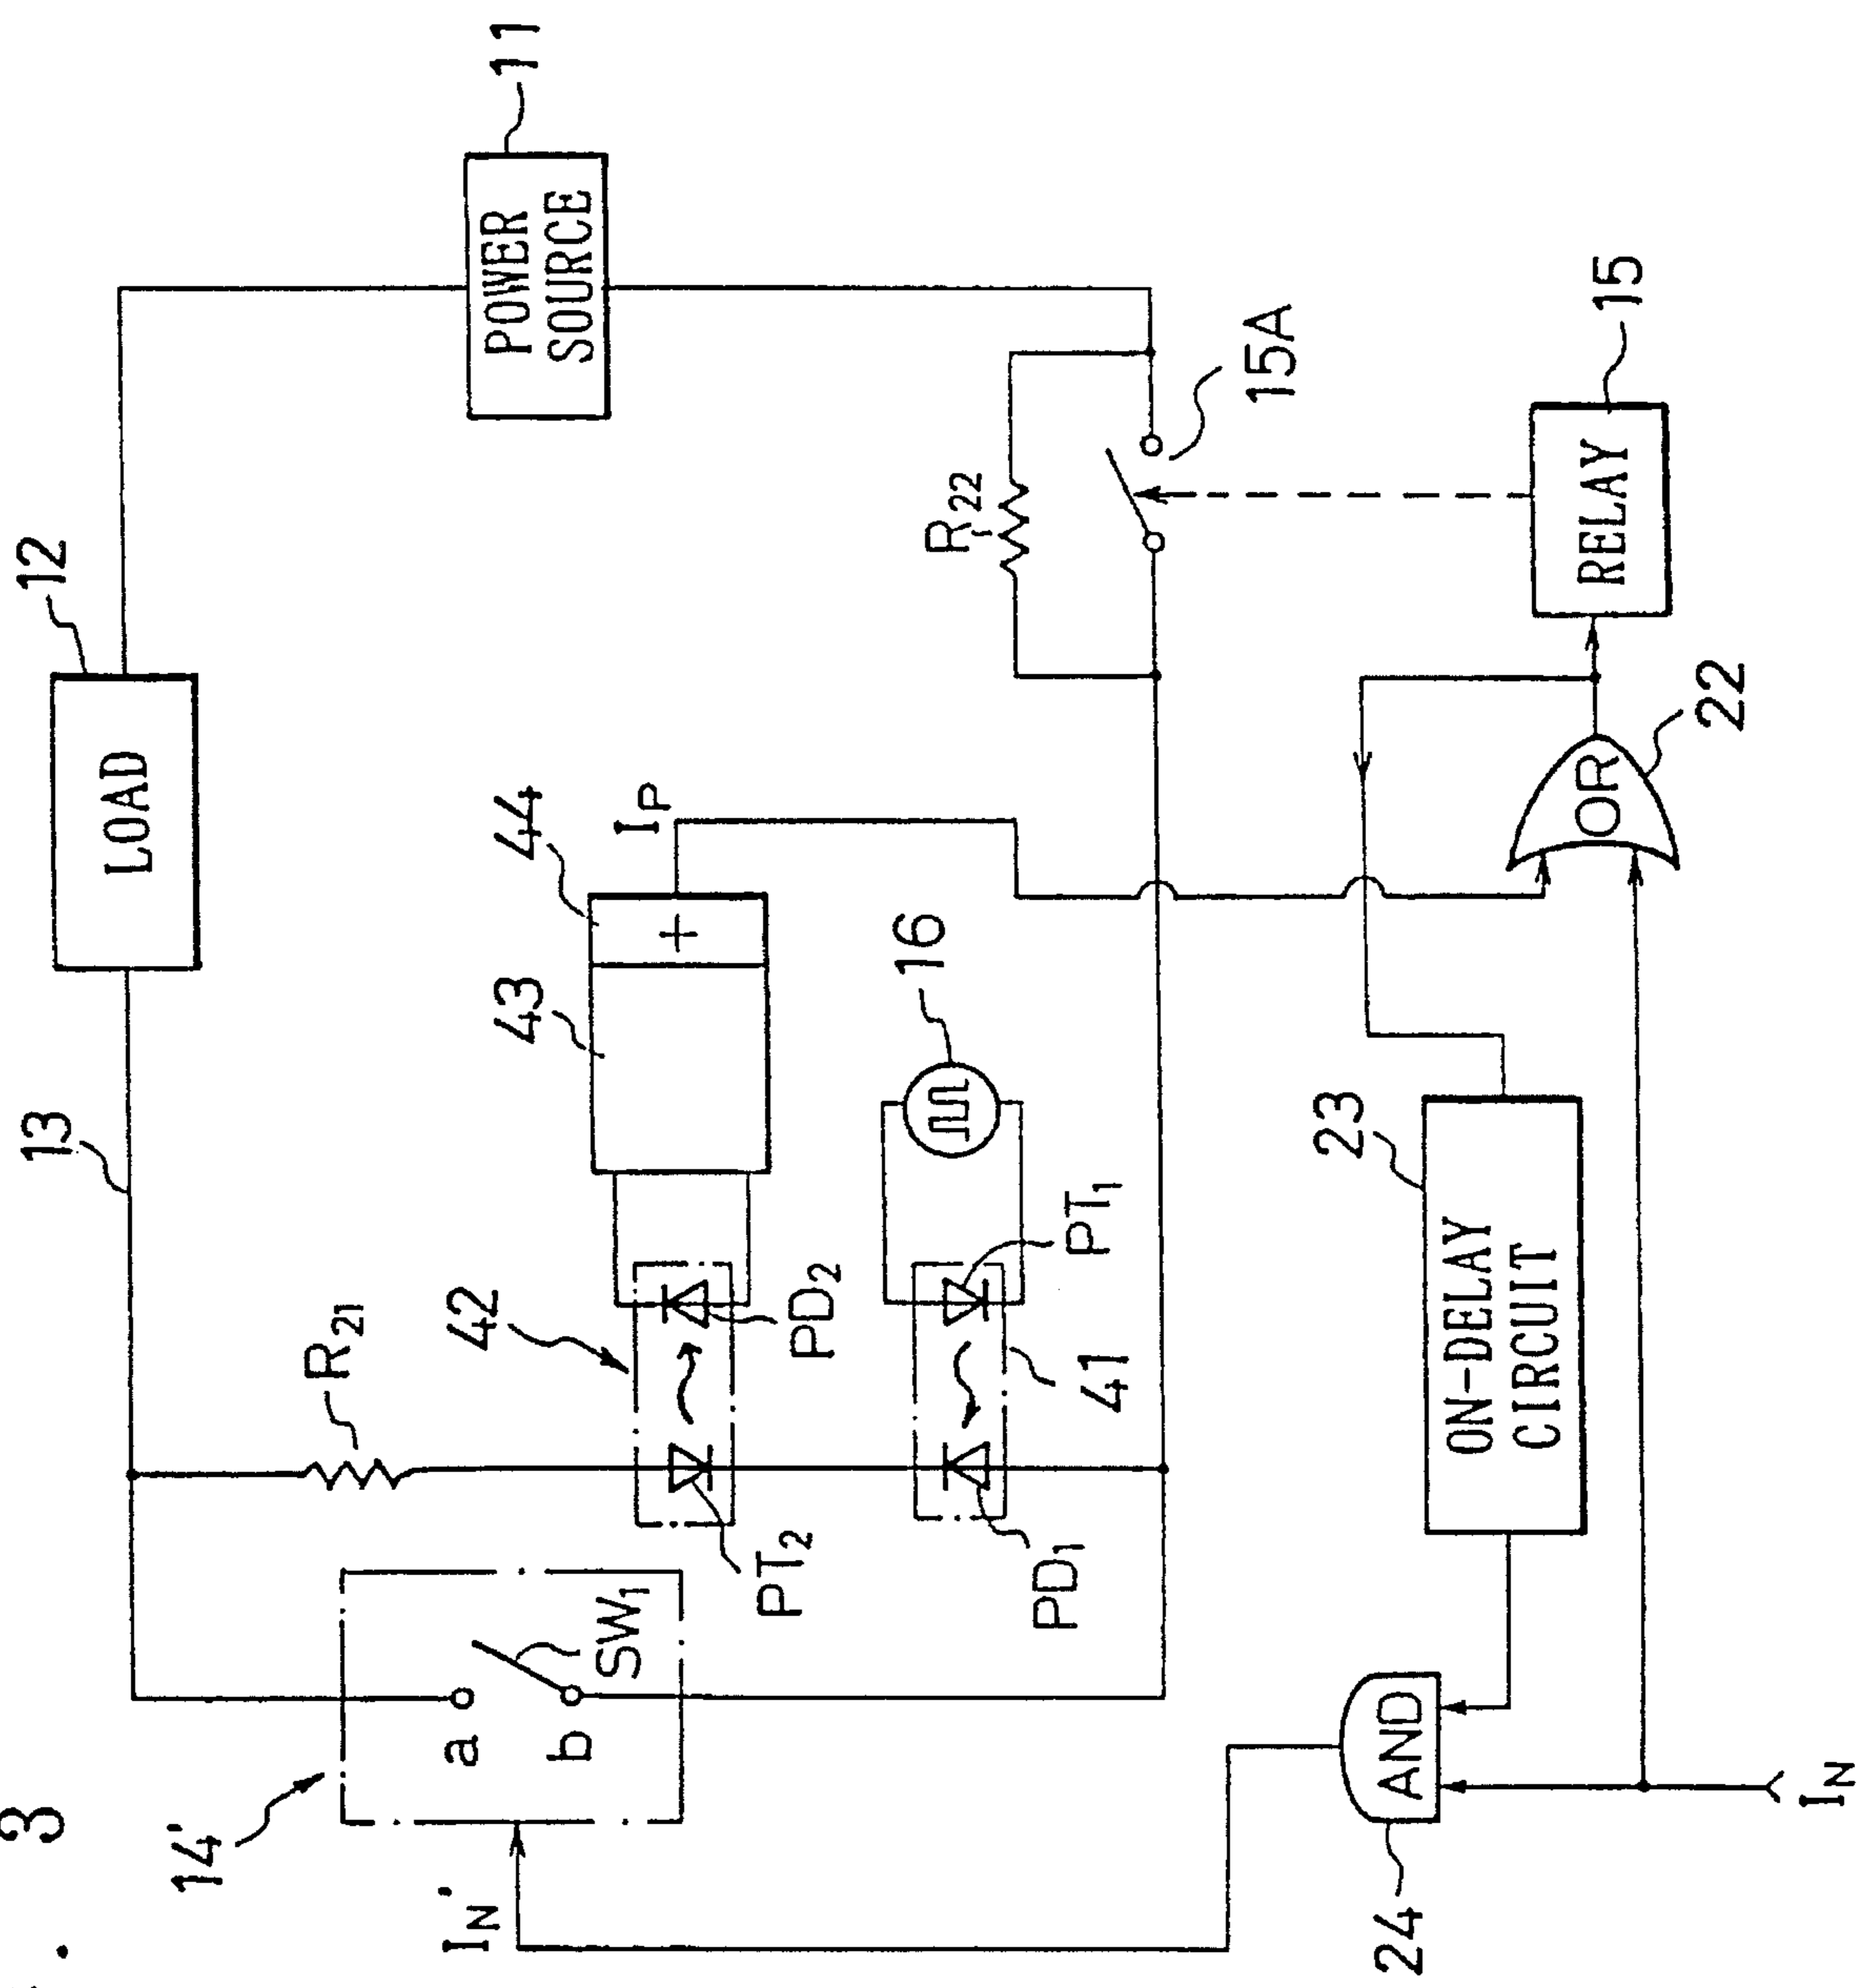 . 3
11
POWER
SOURCE
12
LOAD
13
R21
R22
15A
15
RELAY
44
IP
+
43
16
42
PD2
PT1
41
PT2
PD1
14'
a
b
SW1
IN'
22
OR
23
ON-DELAY
CIRCUIT
AND
24
IN